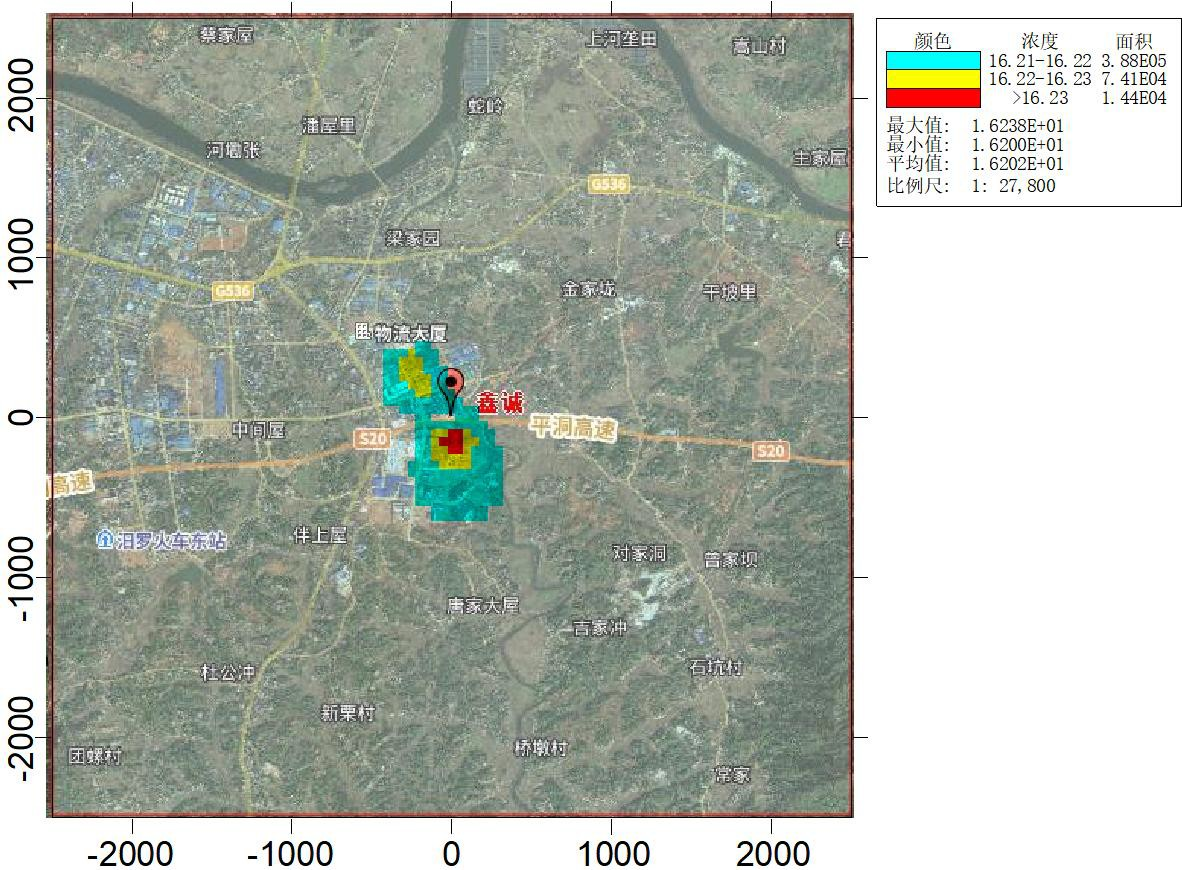 蔡家屋
上河垄田
嵩山村
颜色 浓度 面积
16.21-16.22 3.88E05
16.22-16.23 7.41E04
>16.23 1.44E04
最大值: 1.6238E+01
最小值: 1.6200E+01
平均值: 1.6202E+01
比例尺: 1: 27,800
2000
蛇岭
潘屋里
河墈张
圭家屋
G536
梁家园
1000
金家垅
干坡里
G536
物流大厦
鑫诚
0
中间屋
S20
平洞高速
S20
高速
汨罗火车东站
伴上屋
对家洞
曾家坝
-1000
唐家大屋
吉家冲
杜公冲
石坑村
新栗村
-2000
团螺村
桥墩村
常家
-2000
-1000
0
1000
2000